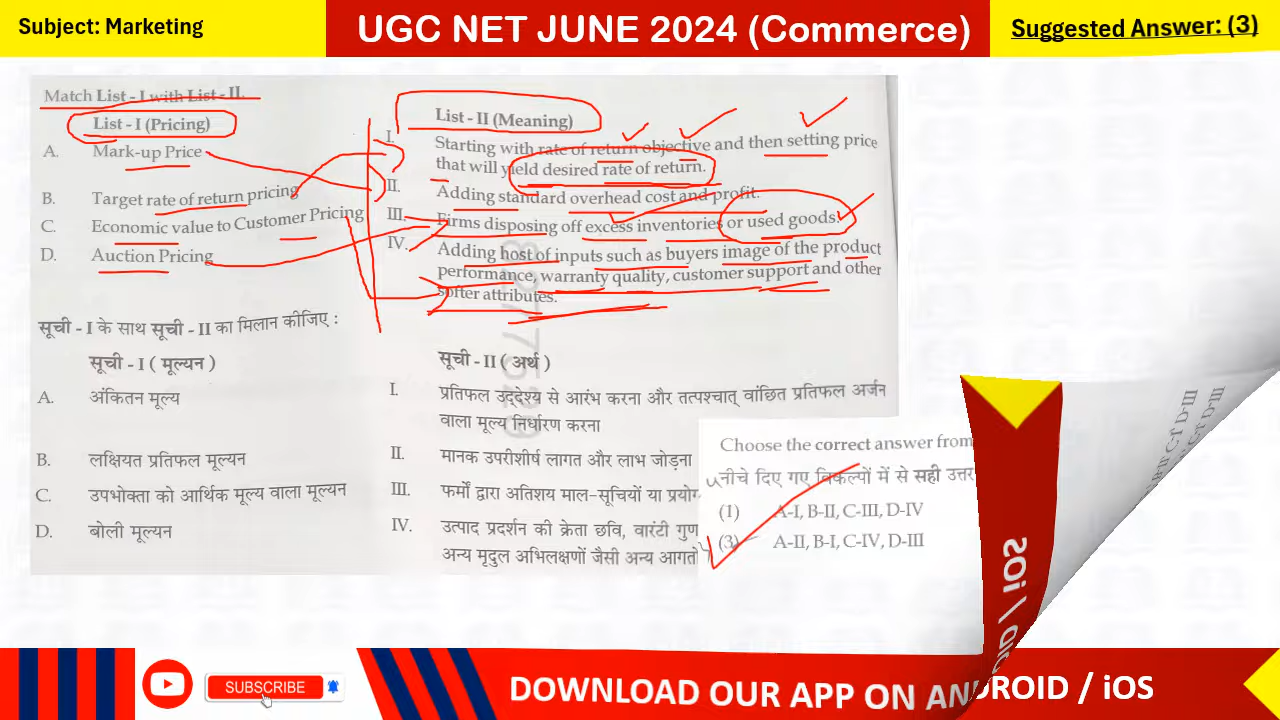 Subject: Marketing
UGC NET JUNE 2024 (Commerce)
Suggested Answer: (3)
Match List - I with List - II.
List - I (Pricing)
List - II (Meaning)
A. Mark-up Price
I. Starting with rate of return objective and then setting price
that will yield desired rate of return.
B. Target rate of return pricing
II. Adding standard overhead cost and profit.
C. Economic value to Customer Pricing
III. Firms disposing off excess inventories or used goods.
D. Auction Pricing
IV. Adding host of inputs such as buyers image of the product
performance, warranty quality, customer support and other
softer attributes.
सूची - I के साथ सूची - II का मिलान कीजिए :
सूची - I ( मूल्यन )
सूची - II ( अर्थ )
A. अंकितन मूल्य
I. प्रतिफल उद्देश्य से आरंभ करना और तत्पश्चात् वांछित प्रतिफल अर्जन
वाला मूल्य निर्धारण करना
B. लक्षियत प्रतिफल मूल्यन
II. मानक उपरीशीर्ष लागत और लाभ जोड़ना
C. उपभोक्ता को आर्थिक मूल्य वाला मूल्यन
III. फर्मों द्वारा अतिशय माल-सूचियों या
D. बोली मूल्यन
IV. उत्पाद प्रदर्शन की क्रेता छवि, वारंटी
अन्य मृदुल अभिलक्षणों जैसी अन्य
Choose the correct answer from
नीचे दिए गए विकल्पों में से सही उत्तर
(1) A-I, B-II, C-III, D-IV
(3) A-II, B-I, C-IV, D-III
SUBSCRIBE
DOWNLOAD OUR APP ON ANDROID / iOS